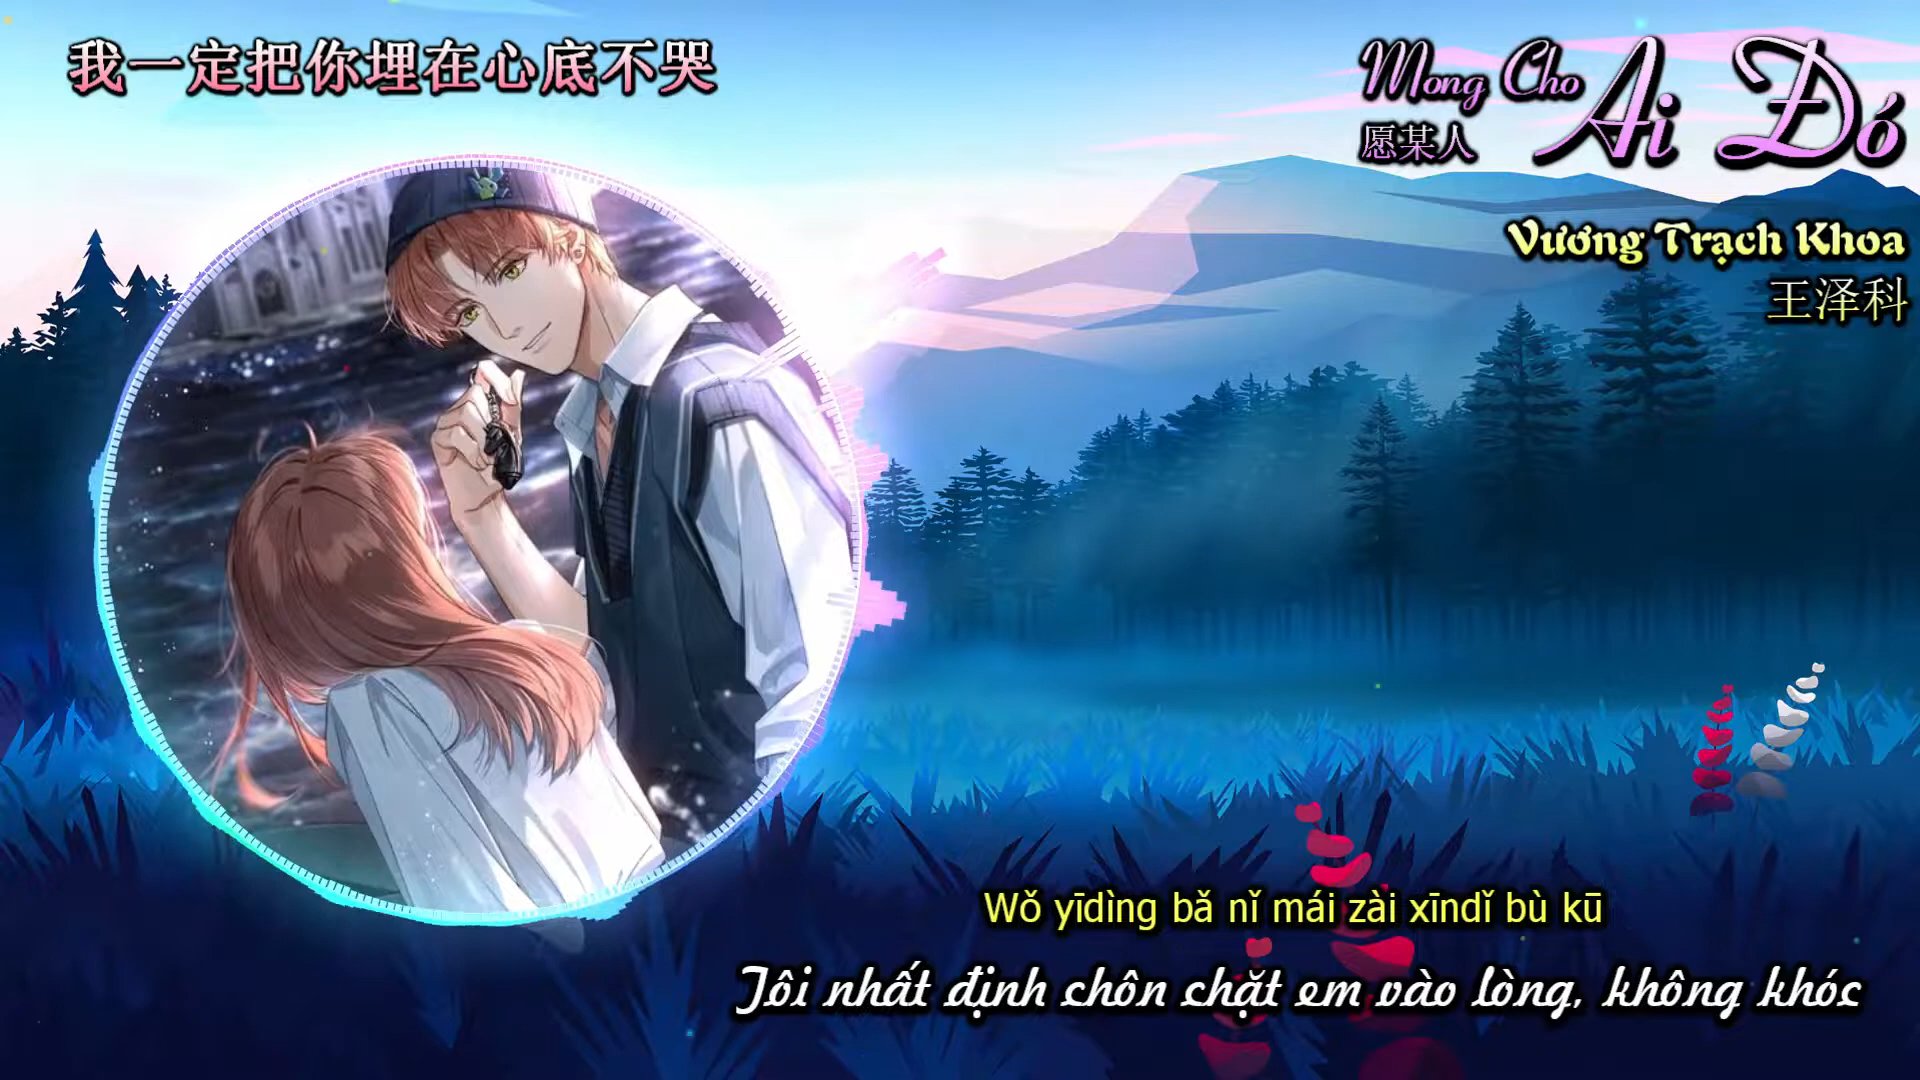 我一定把你埋在心底不哭
Mong Cho Ai Đó
愿某人
Vương Trạch Khoa
王泽科
Wǒ yīdìng bǎ nǐ mái zài xīndǐ bù kū
Tôi nhất định chôn chặt em vào lòng, không khóc